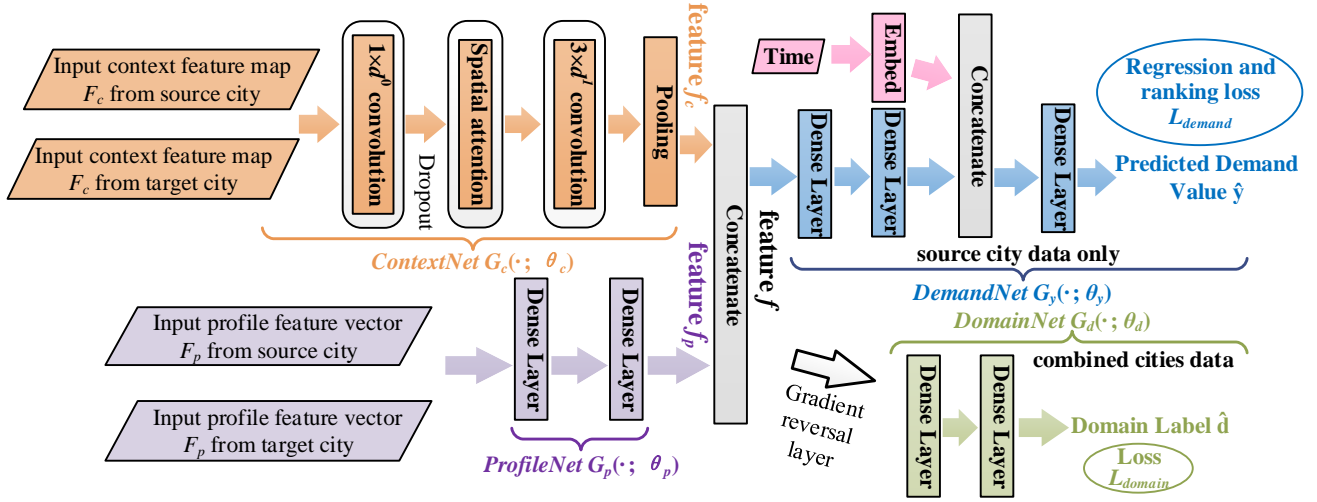 Input context feature map
F_c from source city
Input context feature map
F_c from target city
1×d^0 convolution
Dropout
Spatial attention
3×d^1 convolution
Pooling
feature f_c
ContextNet G_c(·; θ_c)
Input profile feature vector
F_p from source city
Input profile feature vector
F_p from target city
Dense Layer
Dense Layer
feature f_p
ProfileNet G_p(·; θ_p)
Concatenate
feature f
Time
Embed
Dense Layer
Dense Layer
Concatenate
Dense Layer
Regression and
ranking loss
L_demand
Predicted Demand
Value ŷ
source city data only
DemandNet G_y(·; θ_y)
DomainNet G_d(·; θ_d)
combined cities data
Gradient
reversal
layer
Dense Layer
Dense Layer
Domain Label d̂
Loss
L_domain